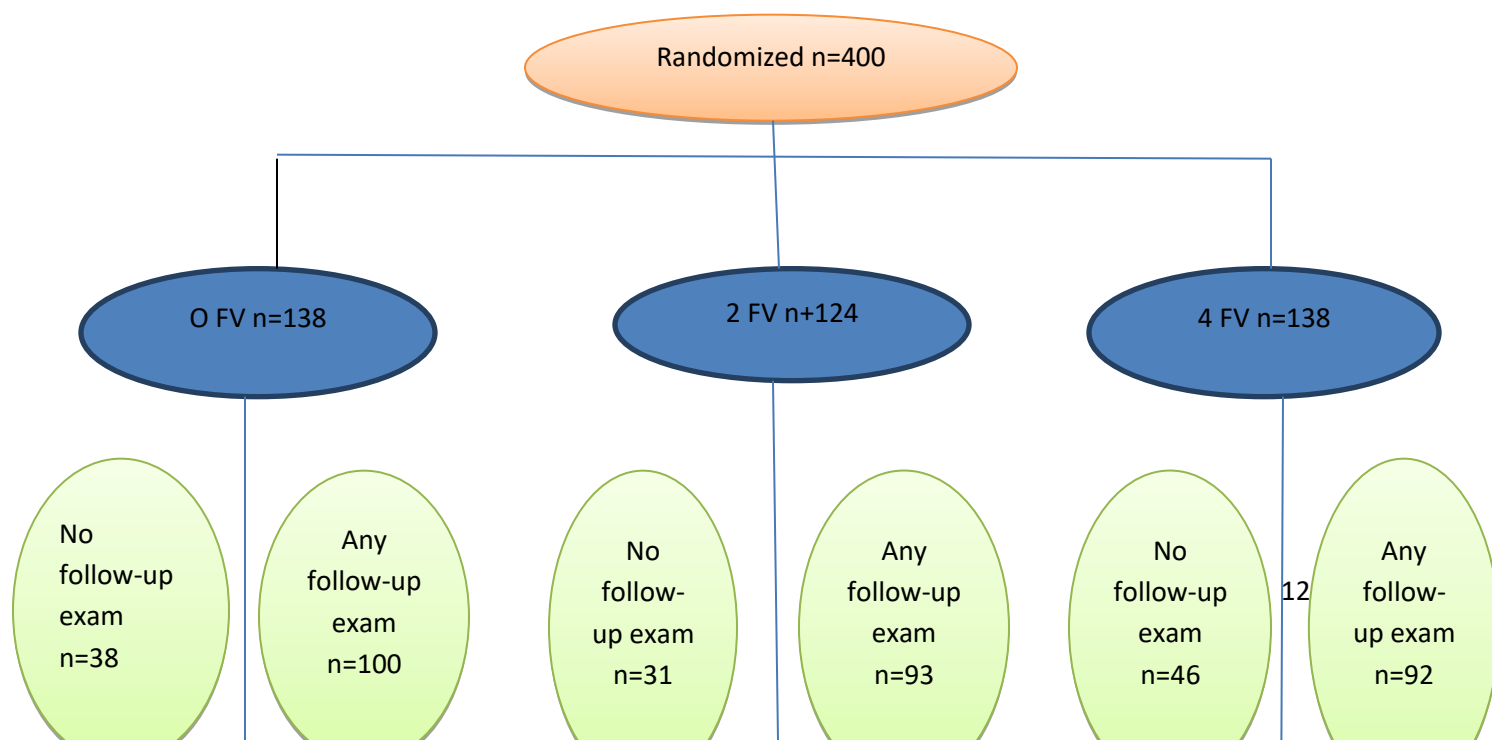 Randomized n=400
O FV n=138
2 FV n+124
4 FV n=138
No
follow-up
exam
n=38
Any
follow-up
exam
n=100
No
follow-
up exam
n=31
Any
follow-up
exam
n=93
No
follow-up
exam
n=46
12
Any
follow-
up exam
n=92